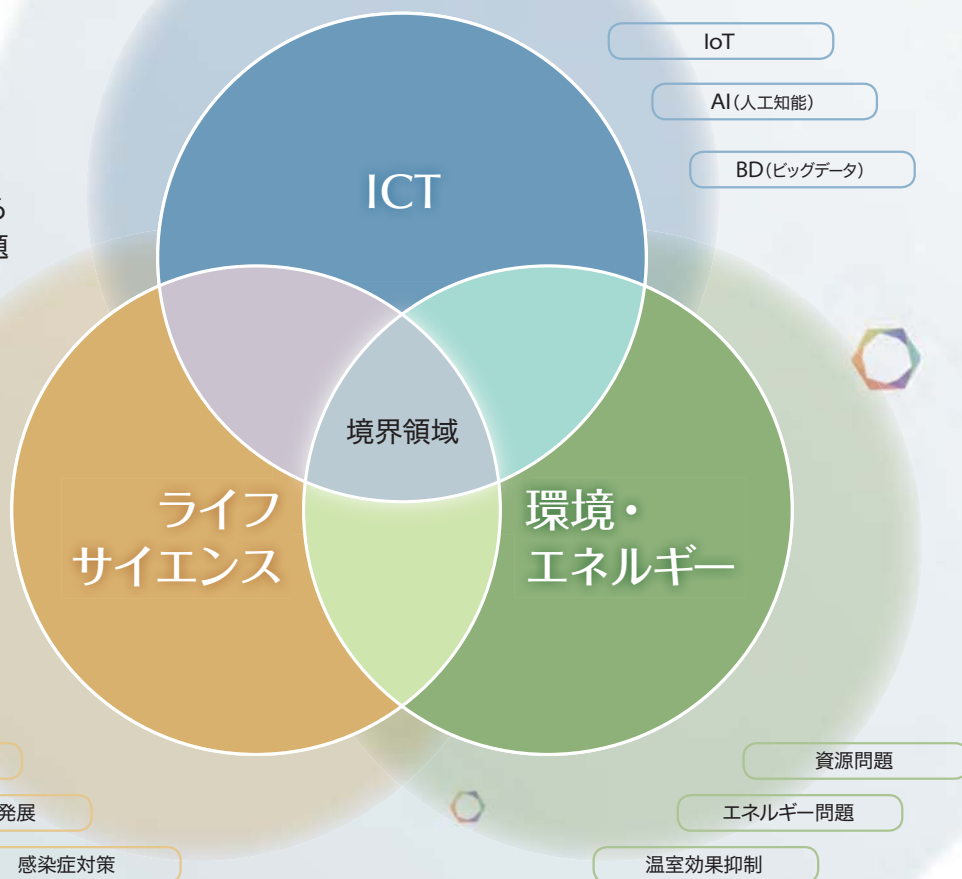 IoT
AI（人工知能）
BD（ビッグデータ）
ICT
る
題
境界領域
ライフ
サイエンス
環境・
エネルギー
資源問題
発展
エネルギー問題
感染症対策
温室効果抑制